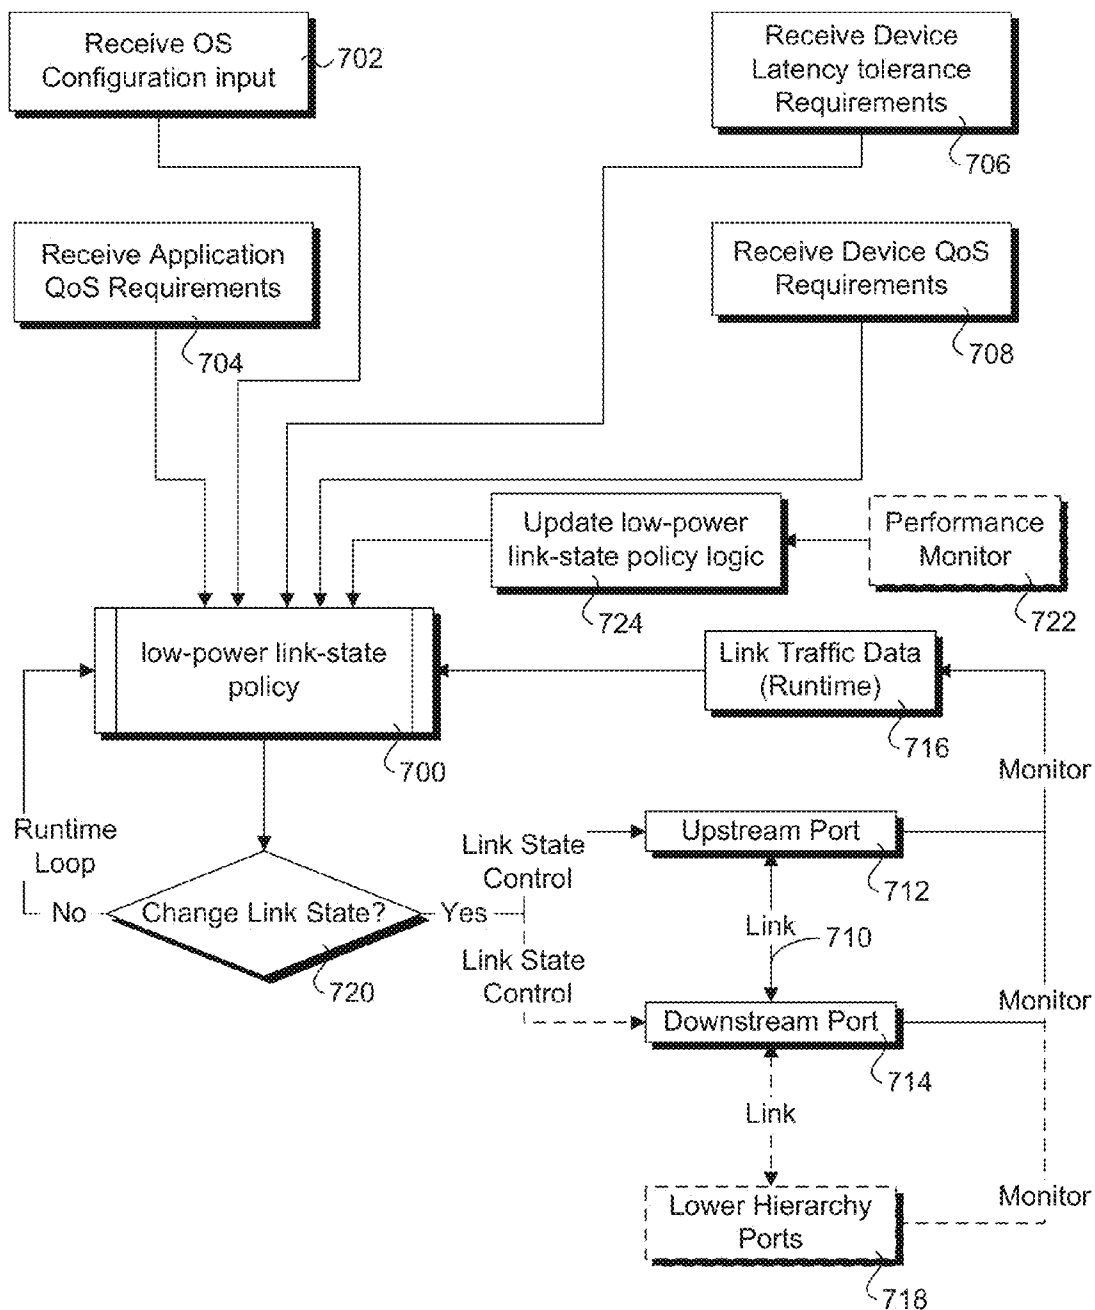 Receive OS
Configuration input
702
Receive Device
Latency tolerance
Requirements
706
Receive Application
QoS Requirements
704
Receive Device QoS
Requirements
708
Update low-power
link-state policy logic
724
Performance
Monitor
722
low-power link-state
policy
700
Link Traffic Data
(Runtime)
716
Monitor
Runtime
Loop
Link State
Control
Upstream Port
712
No
Change Link State?
Yes
720
Link
710
Link State
Control
Monitor
Downstream Port
714
Link
Monitor
Lower Hierarchy
Ports
718